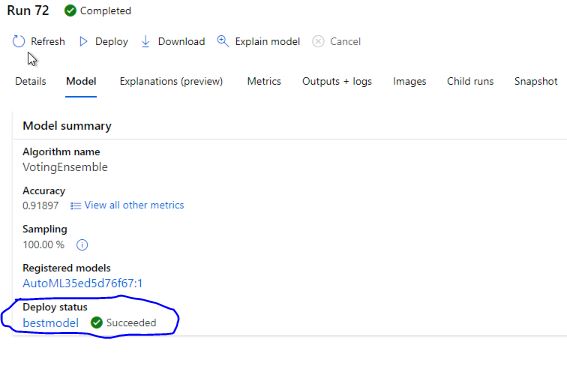 Run 72 Completed
Refresh Deploy Download Explain model Cancel
Details Model Explanations (preview) Metrics Outputs + logs Images Child runs Snapshot
Model summary
Algorithm name
VotingEnsemble
Accuracy
0.91897 View all other metrics
Sampling
100.00 %
Registered models
AutoML35ed5d76f67:1
Deploy status
bestmodel Succeeded